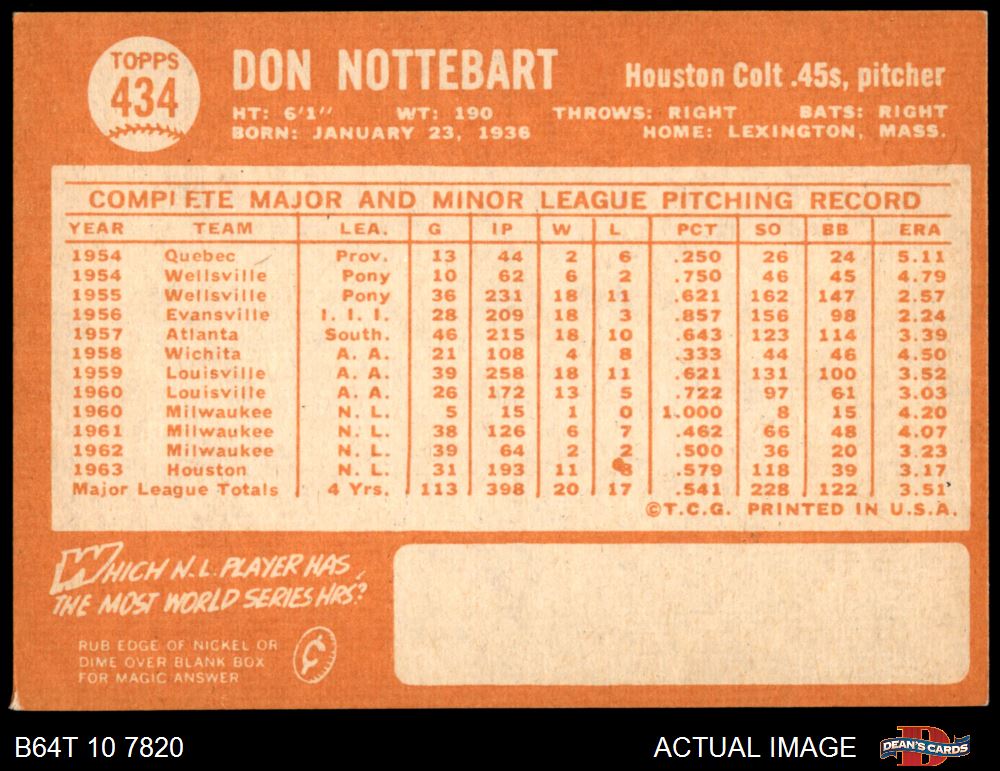 TOPPS
434
DON NOTTEBART
Houston Colt .45s, pitcher
HT: 6'1" WT: 190 THROWS: RIGHT BATS: RIGHT
BORN: JANUARY 23, 1936 HOME: LEXINGTON, MASS.
COMPLETE MAJOR AND MINOR LEAGUE PITCHING RECORD
YEAR TEAM LEA. G IP W L PCT SO BB ERA
1954 Quebec Prov. 13 44 2 6 .250 26 24 5.11
1954 Wellsville Pony 10 62 6 2 .750 46 45 4.79
1955 Wellsville Pony 36 231 18 11 .621 162 147 2.57
1956 Evansville I. I. I. 28 209 18 3 .857 156 98 2.24
1957 Atlanta South. 46 215 18 10 .643 123 114 3.39
1958 Wichita A. A. 21 108 4 8 .333 44 46 4.50
1959 Louisville A. A. 39 258 18 11 .621 131 100 3.52
1960 Louisville A. A. 26 172 13 5 .722 97 61 3.03
1960 Milwaukee N. L. 5 15 1 0 1.000 8 15 4.20
1961 Milwaukee N. L. 38 126 6 7 .462 66 48 4.07
1962 Milwaukee N. L. 39 64 2 2 .500 36 20 3.23
1963 Houston N. L. 31 193 11 8 .579 118 39 3.17
Major League Totals 4 Yrs. 113 398 20 17 .541 228 122 3.51
©T.C.G. PRINTED IN U.S.A.
WHICH N.L. PLAYER HAS
THE MOST WORLD SERIES HRS?
RUB EDGE OF NICKEL OR
DIME OVER BLANK BOX
FOR MAGIC ANSWER
¢
B64T 10 7820
ACTUAL IMAGE
DEAN'S CARDS